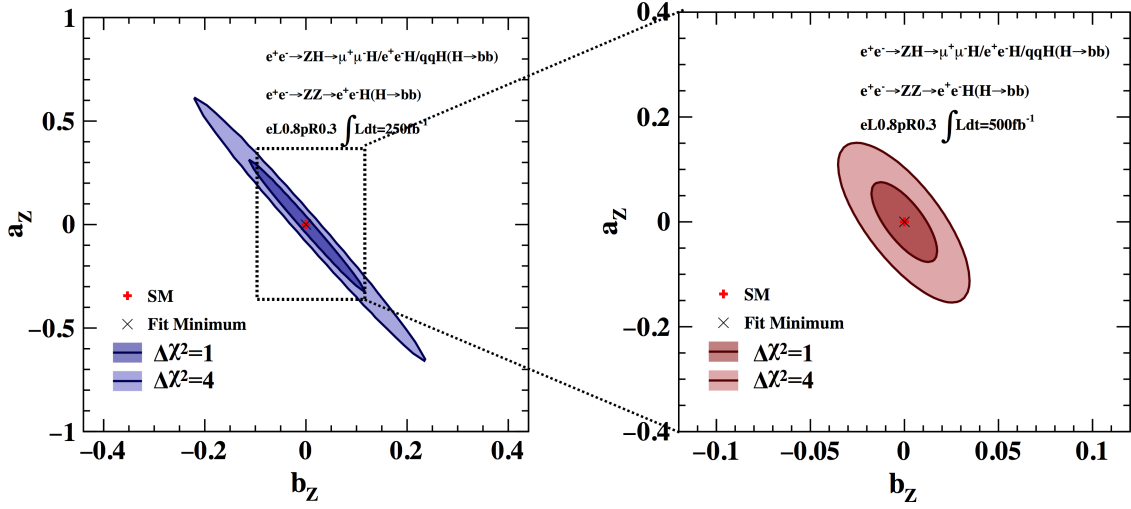 1
0.5
0
−0.5
−1
−0.4
−0.2
0
0.2
0.4
a_Z
b_Z
e⁺e⁻→ZH→μ⁺μ⁻H/e⁺e⁻H/qqH(H→bb)
e⁺e⁻→ZZ→e⁺e⁻H(H→bb)
eL0.8pR0.3 ∫Ldt=250fb⁻¹
SM
Fit Minimum
Δχ²=1
Δχ²=4
0.4
0.2
0
−0.2
−0.4
−0.1
−0.05
0
0.05
0.1
a_Z
b_Z
e⁺e⁻→ZH→μ⁺μ⁻H/e⁺e⁻H/qqH(H→bb)
e⁺e⁻→ZZ→e⁺e⁻H(H→bb)
eL0.8pR0.3 ∫Ldt=500fb⁻¹
SM
Fit Minimum
Δχ²=1
Δχ²=4